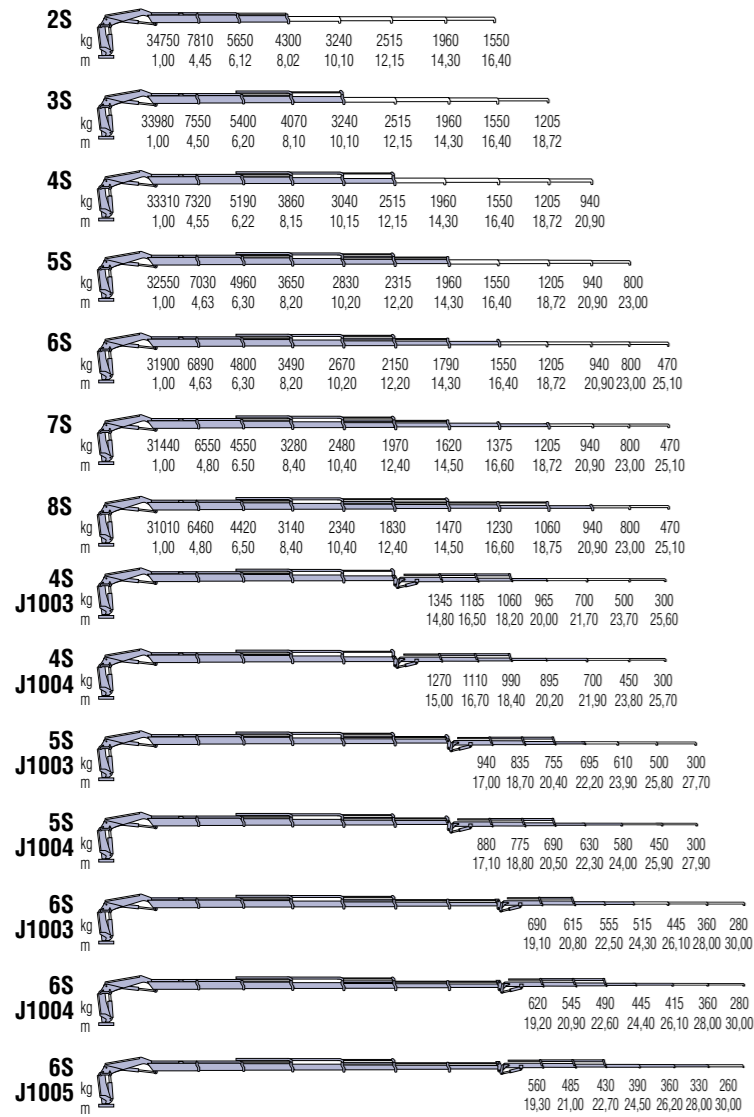 2S
kg 34750 7810 5650 4300 3240 2515 1960 1550
m 1,00 4,45 6,12 8,02 10,10 12,15 14,30 16,40
3S
kg 33980 7550 5400 4070 3240 2515 1960 1550 1205
m 1,00 4,50 6,20 8,10 10,10 12,15 14,30 16,40 18,72
4S
kg 33310 7320 5190 3860 3040 2515 1960 1550 1205 940
m 1,00 4,55 6,22 8,15 10,15 12,15 14,30 16,40 18,72 20,90
5S
kg 32550 7030 4960 3650 2830 2315 1960 1550 1205 940 800
m 1,00 4,63 6,30 8,20 10,20 12,20 14,30 16,40 18,72 20,90 23,00
6S
kg 31900 6890 4800 3490 2670 2150 1790 1550 1205 940 800 470
m 1,00 4,63 6,30 8,20 10,20 12,20 14,30 16,40 18,72 20,90 23,00 25,10
7S
kg 31440 6550 4550 3280 2480 1970 1620 1375 1205 940 800 470
m 1,00 4,80 6.50 8,40 10,40 12,40 14,50 16,60 18,72 20,90 23,00 25,10
8S
kg 31010 6460 4420 3140 2340 1830 1470 1230 1060 940 800 470
m 1,00 4,80 6,50 8,40 10,40 12,40 14,50 16,60 18,75 20,90 23,00 25,10
4S
J1003 kg 1345 1185 1060 965 700 500 300
m 14,80 16,50 18,20 20,00 21,70 23,70 25,60
4S
J1004 kg 1270 1110 990 895 700 450 300
m 15,00 16,70 18,40 20,20 21,90 23,80 25,70
5S
J1003 kg 940 835 755 695 610 500 300
m 17,00 18,70 20,40 22,20 23,90 25,80 27,70
5S
J1004 kg 880 775 690 630 580 450 300
m 17,10 18,80 20,50 22,30 24,00 25,90 27,90
6S
J1003 kg 690 615 555 515 445 360 280
m 19,10 20,80 22,50 24,30 26,10 28,00 30,00
6S
J1004 kg 620 545 490 445 415 360 280
m 19,20 20,90 22,60 24,40 26,10 28,00 30,00
6S
J1005 kg 560 485 430 390 360 330 260
m 19,30 21,00 22,70 24,50 26,20 28,00 30,00